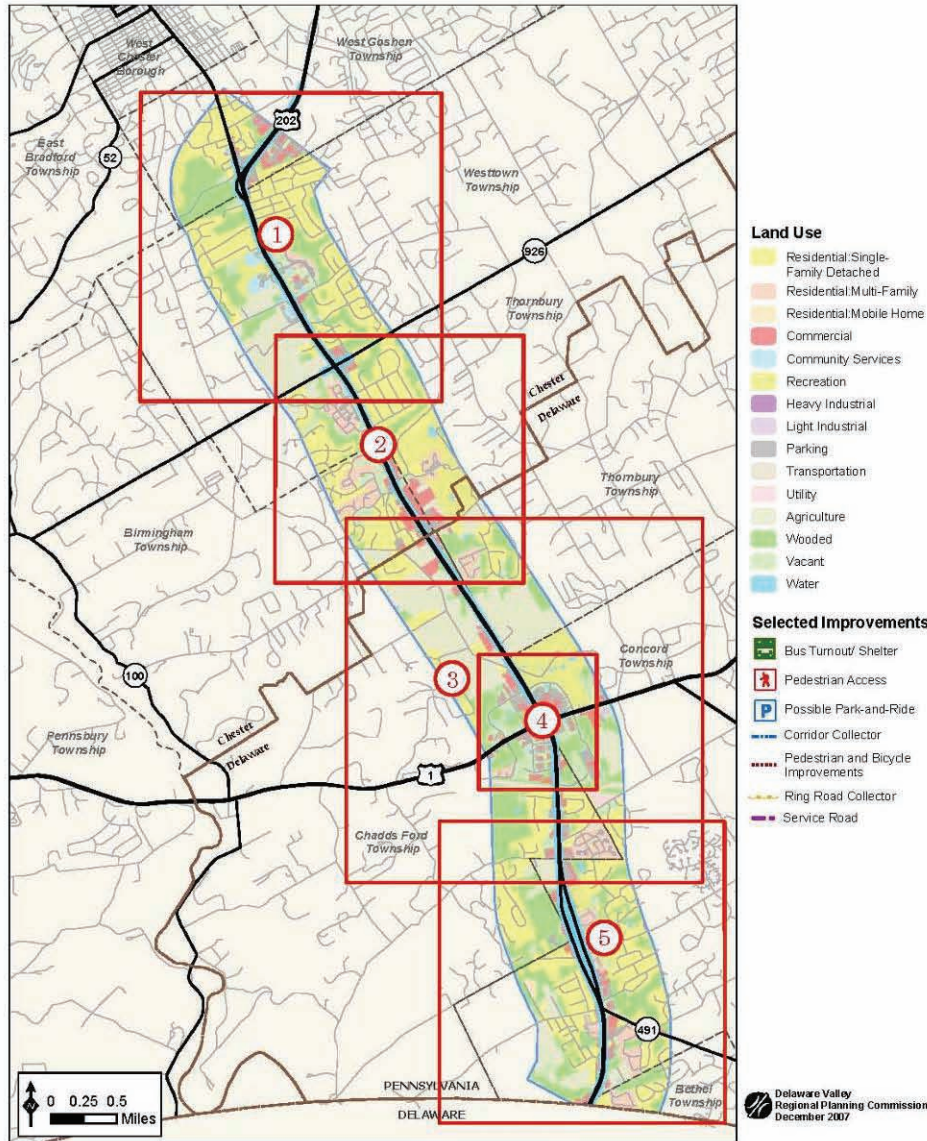 West
Chester
Borough
West Goshen
Township
202
East
Bradford
Township
52
Westtown
Township
1
926
Thornbury
Township
Chester
Delaware
2
Thornbury
Township
Birmingham
Township
Concord
Township
3
100
4
Pennsbury
Township
Chester
Delaware
1
Chadds Ford
Township
5
491
Bethel
Township
PENNSYLVANIA
DELAWARE
N
0 0.25 0.5
Miles
Land Use
Residential:Single-
Family Detached
Residential:Multi-Family
Residential:Mobile Home
Commercial
Community Services
Recreation
Heavy Industrial
Light Industrial
Parking
Transportation
Utility
Agriculture
Wooded
Vacant
Water
Selected Improvements
Bus Turnout/ Shelter
Pedestrian Access
P Possible Park-and-Ride
Corridor Collector
Pedestrian and Bicycle
Improvements
Ring Road Collector
Service Road
Delaware Valley
Regional Planning Commission
December 2007